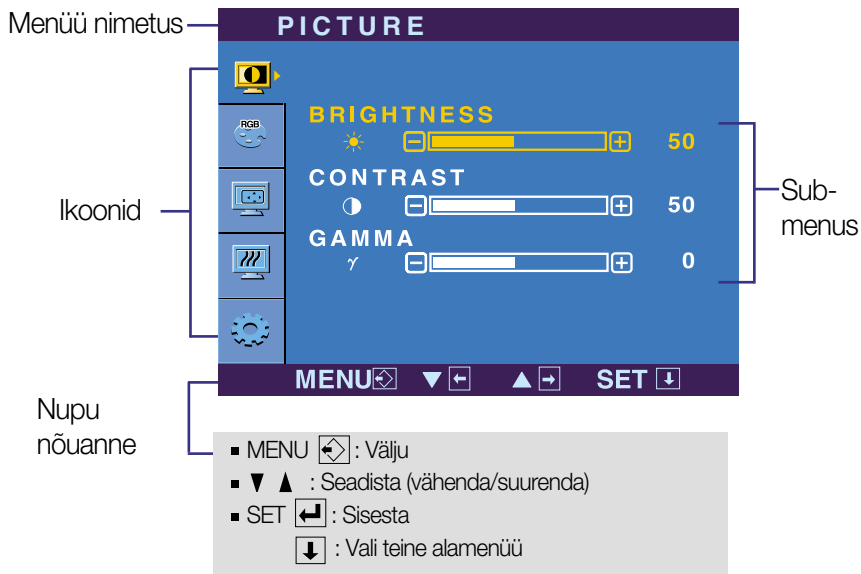 Menüü nimetus
PICTURE
RGB
BRIGHTNESS
50
CONTRAST
50
GAMMA
γ 0
Ikoonid
Sub-
menus
MENU SET
Nupu
nõuanne
MENU : Välju
▼ ▲ : Seadista (vähenda/suurenda)
SET : Sisesta
: Vali teine alamenüü